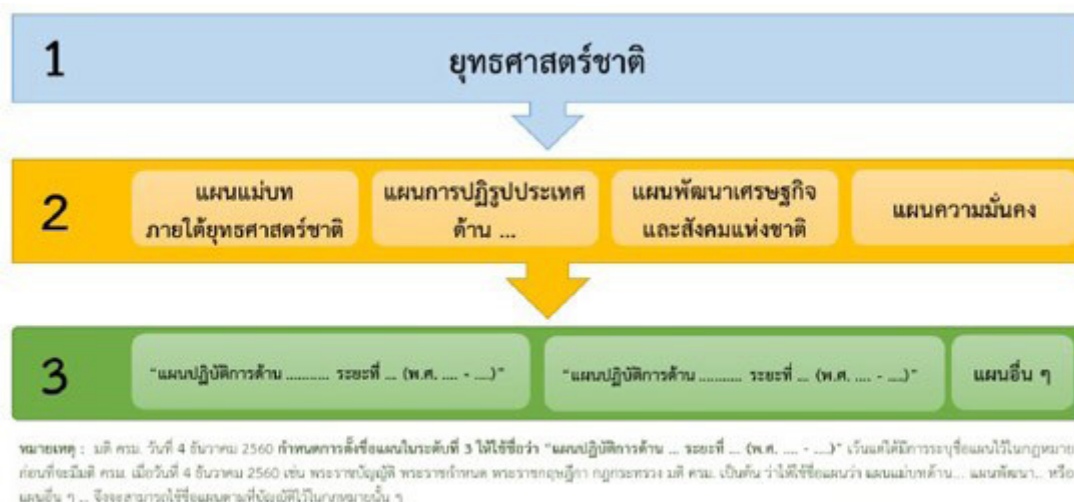 1
ยุทธศาสตร์ชาติ
2
แผนแม่บท
ภายใต้ยุทธศาสตร์ชาติ
แผนการปฏิรูปประเทศ
ด้าน ...
แผนพัฒนาเศรษฐกิจ
และสังคมแห่งชาติ
แผนความมั่นคง
3
"แผนปฏิบัติการด้าน .......... ระยะที่ ... (พ.ศ. .... - ....)"
"แผนปฏิบัติการด้าน .......... ระยะที่ ... (พ.ศ. .... - ....)"
แผนอื่น ๆ
หมายเหตุ : มติ ครม. วันที่ 4 ธันวาคม 2560 กำหนดการตั้งชื่อแผนในระดับที่ 3 ให้ใช้ชื่อว่า "แผนปฏิบัติการด้าน ... ระยะที่ ... (พ.ศ. .... - ....)" เว้นแต่ได้มีการระบุชื่อแผนไว้ในกฎหมาย
ก่อนที่จะมีมติ ครม. เมื่อวันที่ 4 ธันวาคม 2560 เช่น พระราชบัญญัติ พระราชกำหนด พระราชกฤษฎีกา กฎกระทรวง มติ ครม. เป็นต้น ว่าให้ใช้ชื่อแผนว่า แผนแม่บทด้าน... แผนพัฒนา... หรือ
แผนอื่น ๆ ... จึงจะสามารถใช้ชื่อแผนตามที่บัญญัติไว้ในกฎหมายนั้น ๆ